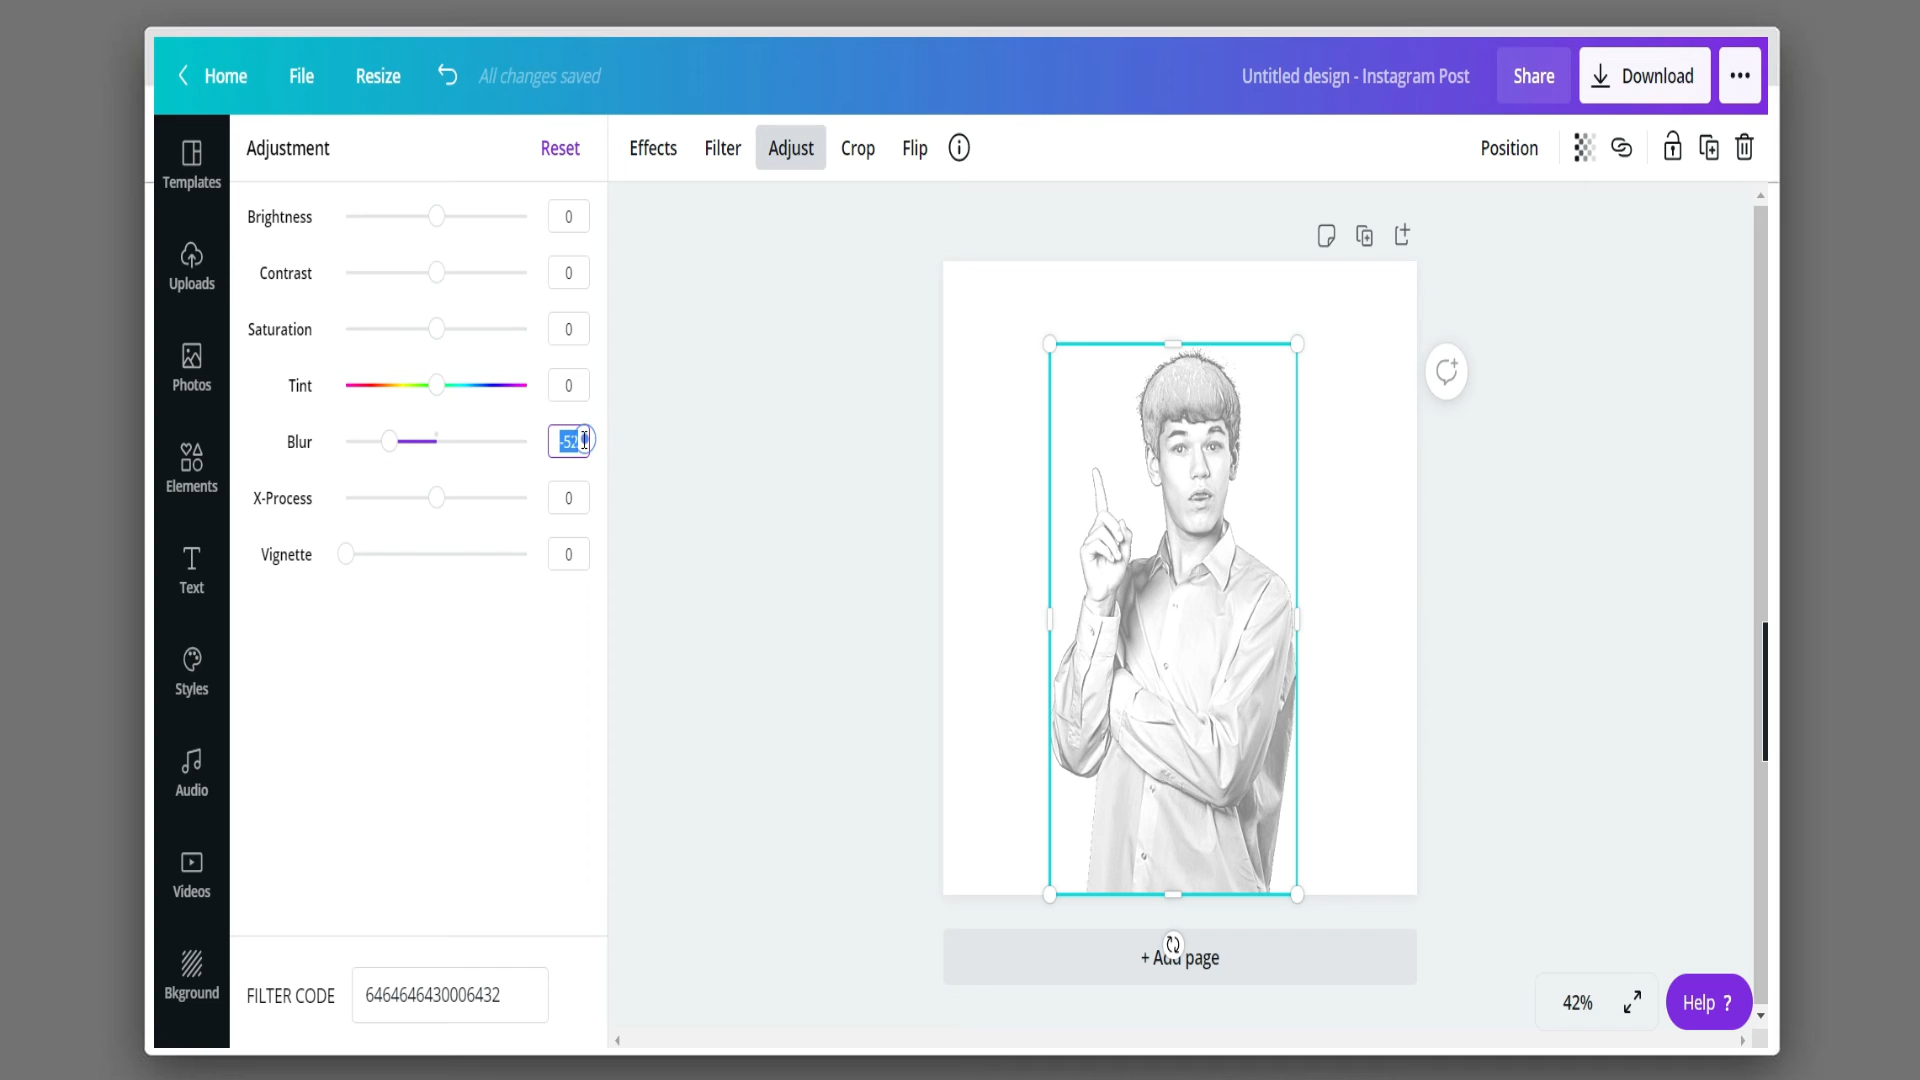 Home File Resize All changes saved Untitled design - Instagram Post Share Download
Adjustment Reset Effects Filter Adjust Crop Flip Position
Templates
Uploads
Photos
Elements
Text
Styles
Audio
Videos
Bkground
Brightness 0
Contrast 0
Saturation 0
Tint 0
Blur -52
X-Process 0
Vignette 0
FILTER CODE 6464646430006432
+ Add page
42% Help ?